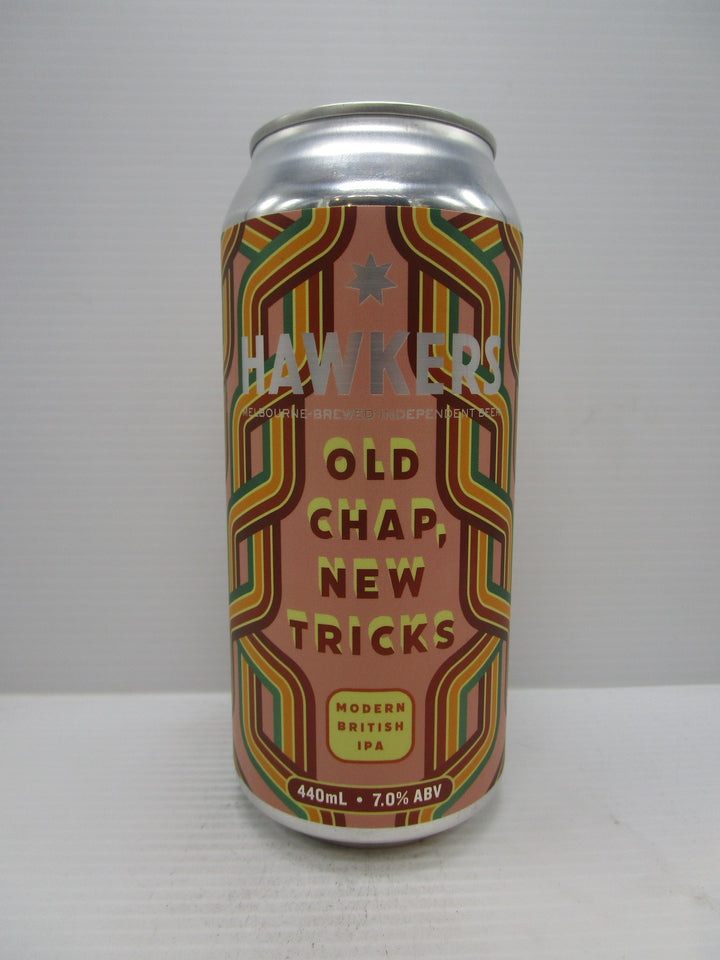 HAWKERS
MELBOURNE-BREWED-INDEPENDENT BEER
OLD
CHAP,
NEW
TRICKS
MODERN
BRITISH
IPA
440mL • 7.0% ABV